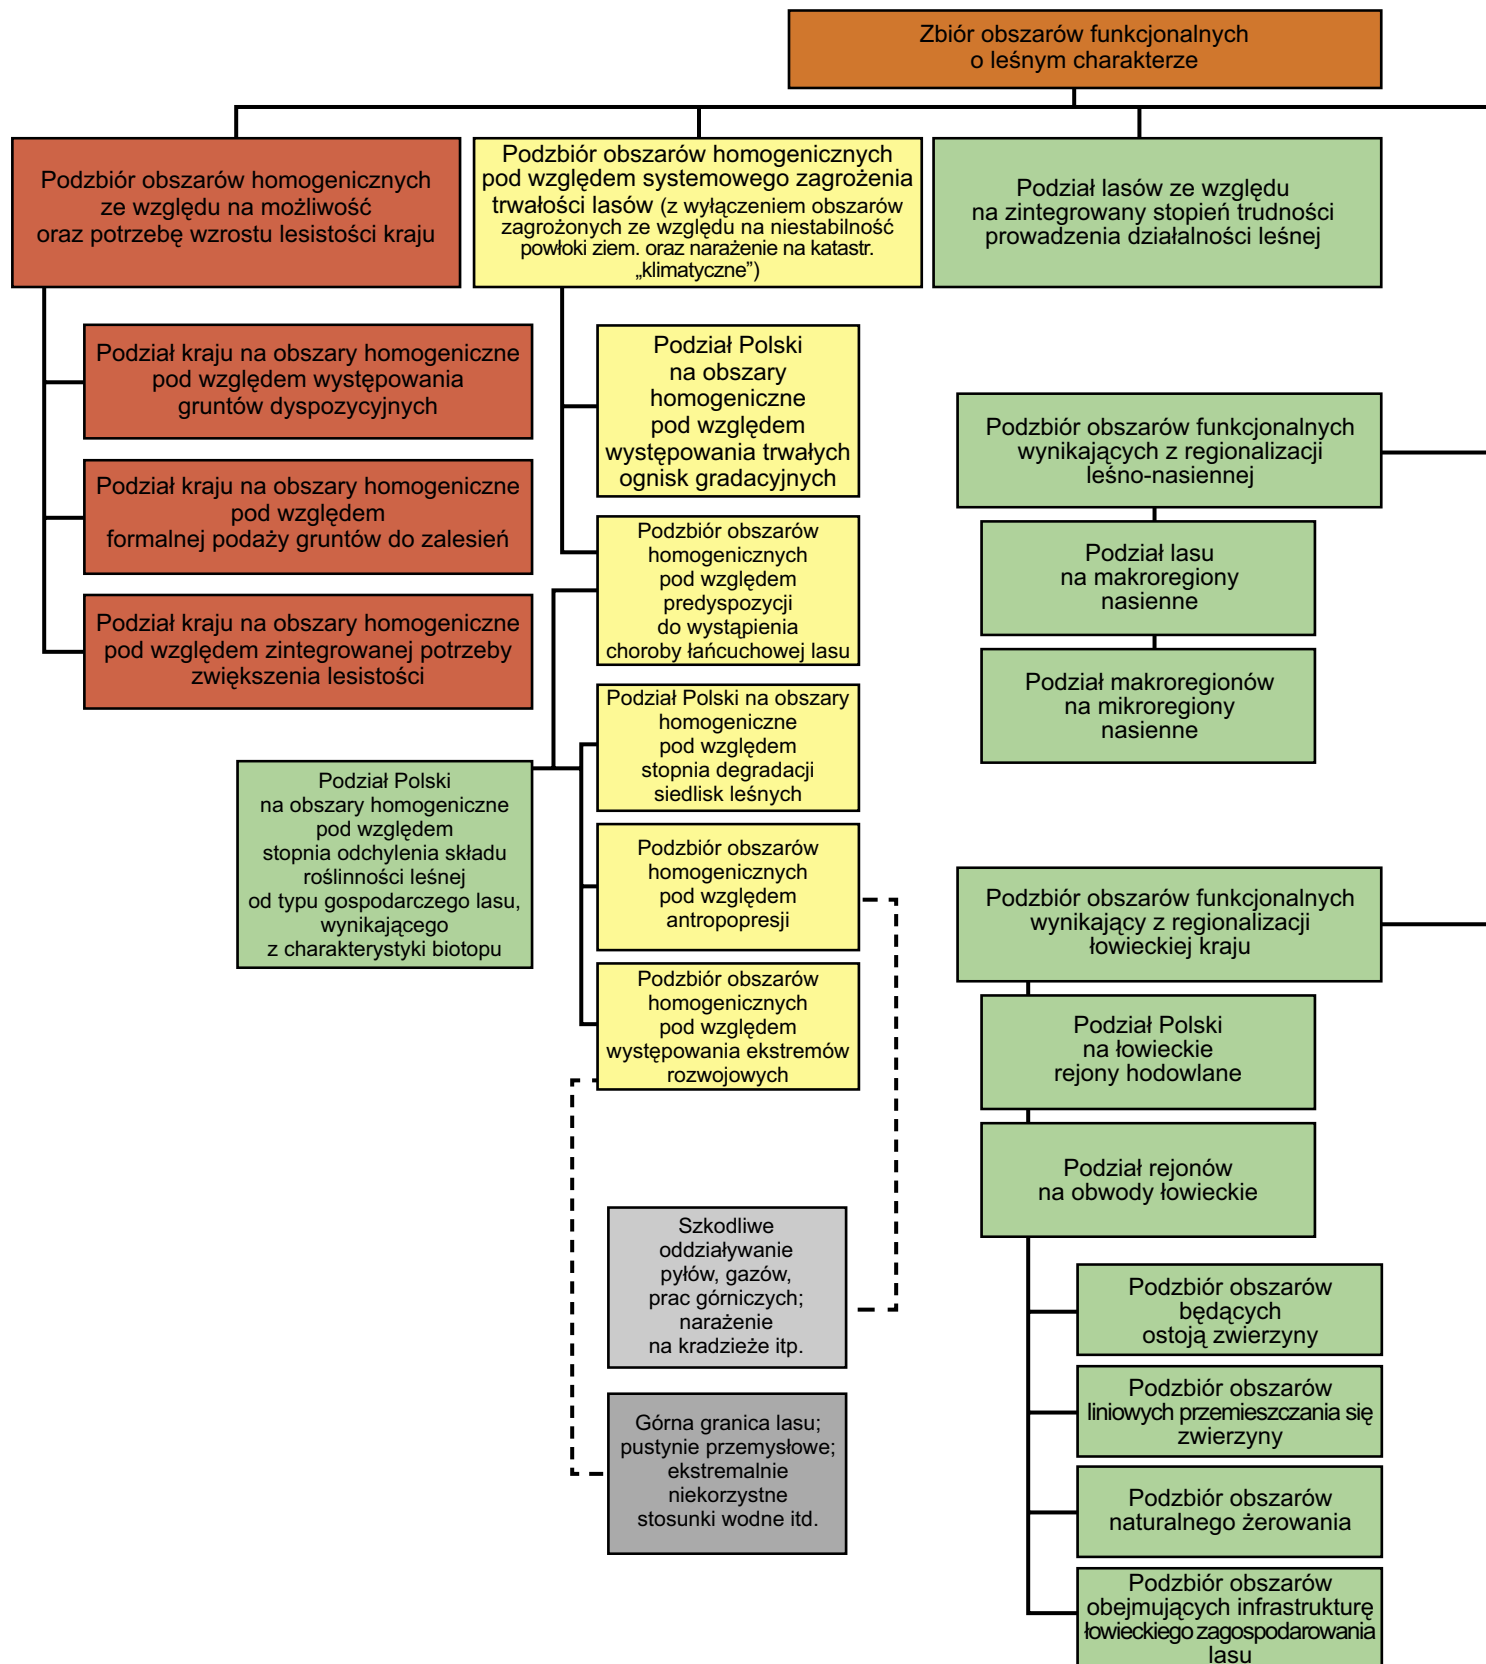 Zbiór obszarów funkcjonalnych
o leśnym charakterze
Podzbiór obszarów homogenicznych
ze względu na możliwość
oraz potrzebę wzrostu lesistości kraju
Podzbiór obszarów homogenicznych
pod względem systemowego zagrożenia
trwałości lasów (z wyłączeniem obszarów
zagrożonych ze względu na niestabilność
powłoki ziem. oraz narażenie na katastr.
„klimatyczne”)
Podział lasów ze względu
na zintegrowany stopień trudności
prowadzenia działalności leśnej
Podział kraju na obszary homogeniczne
pod względem występowania
gruntów dyspozycyjnych
Podział kraju na obszary homogeniczne
pod względem
formalnej podaży gruntów do zalesień
Podział kraju na obszary homogeniczne
pod względem zintegrowanej potrzeby
zwiększenia lesistości
Podział Polski
na obszary
homogeniczne
pod względem
występowania trwałych
ognisk gradacyjnych
Podzbiór obszarów
homogenicznych
pod względem
predyspozycji
do wystąpienia
choroby łańcuchowej lasu
Podział Polski na obszary
homogeniczne
pod względem
stopnia degradacji
siedlisk leśnych
Podział Polski
na obszary homogeniczne
pod względem
stopnia odchylenia składu
roślinności leśnej
od typu gospodarczego lasu,
wynikającego
z charakterystyki biotopu
Podzbiór obszarów
homogenicznych
pod względem
antropopresji
Podzbiór obszarów
homogenicznych
pod względem
występowania ekstremów
rozwojowych
Szkodliwe
oddziaływanie
pyłów, gazów,
prac górniczych;
narażenie
na kradzieże itp.
Górna granica lasu;
pustynie przemysłowe;
ekstremalnie
niekorzystne
stosunki wodne itd.
Podzbiór obszarów funkcjonalnych
wynikających z regionalizacji
leśno-nasiennej
Podział lasu
na makroregiony
nasienne
Podział makroregionów
na mikroregiony
nasienne
Podzbiór obszarów funkcjonalnych
wynikający z regionalizacji
łowieckiej kraju
Podział Polski
na łowieckie
rejony hodowlane
Podział rejonów
na obwody łowieckie
Podzbiór obszarów
będących
ostoją zwierzyny
Podzbiór obszarów
liniowych przemieszczania się
zwierzyny
Podzbiór obszarów
naturalnego żerowania
Podzbiór obszarów
obejmujących infrastrukturę
łowieckiego zagospodarowania
lasu